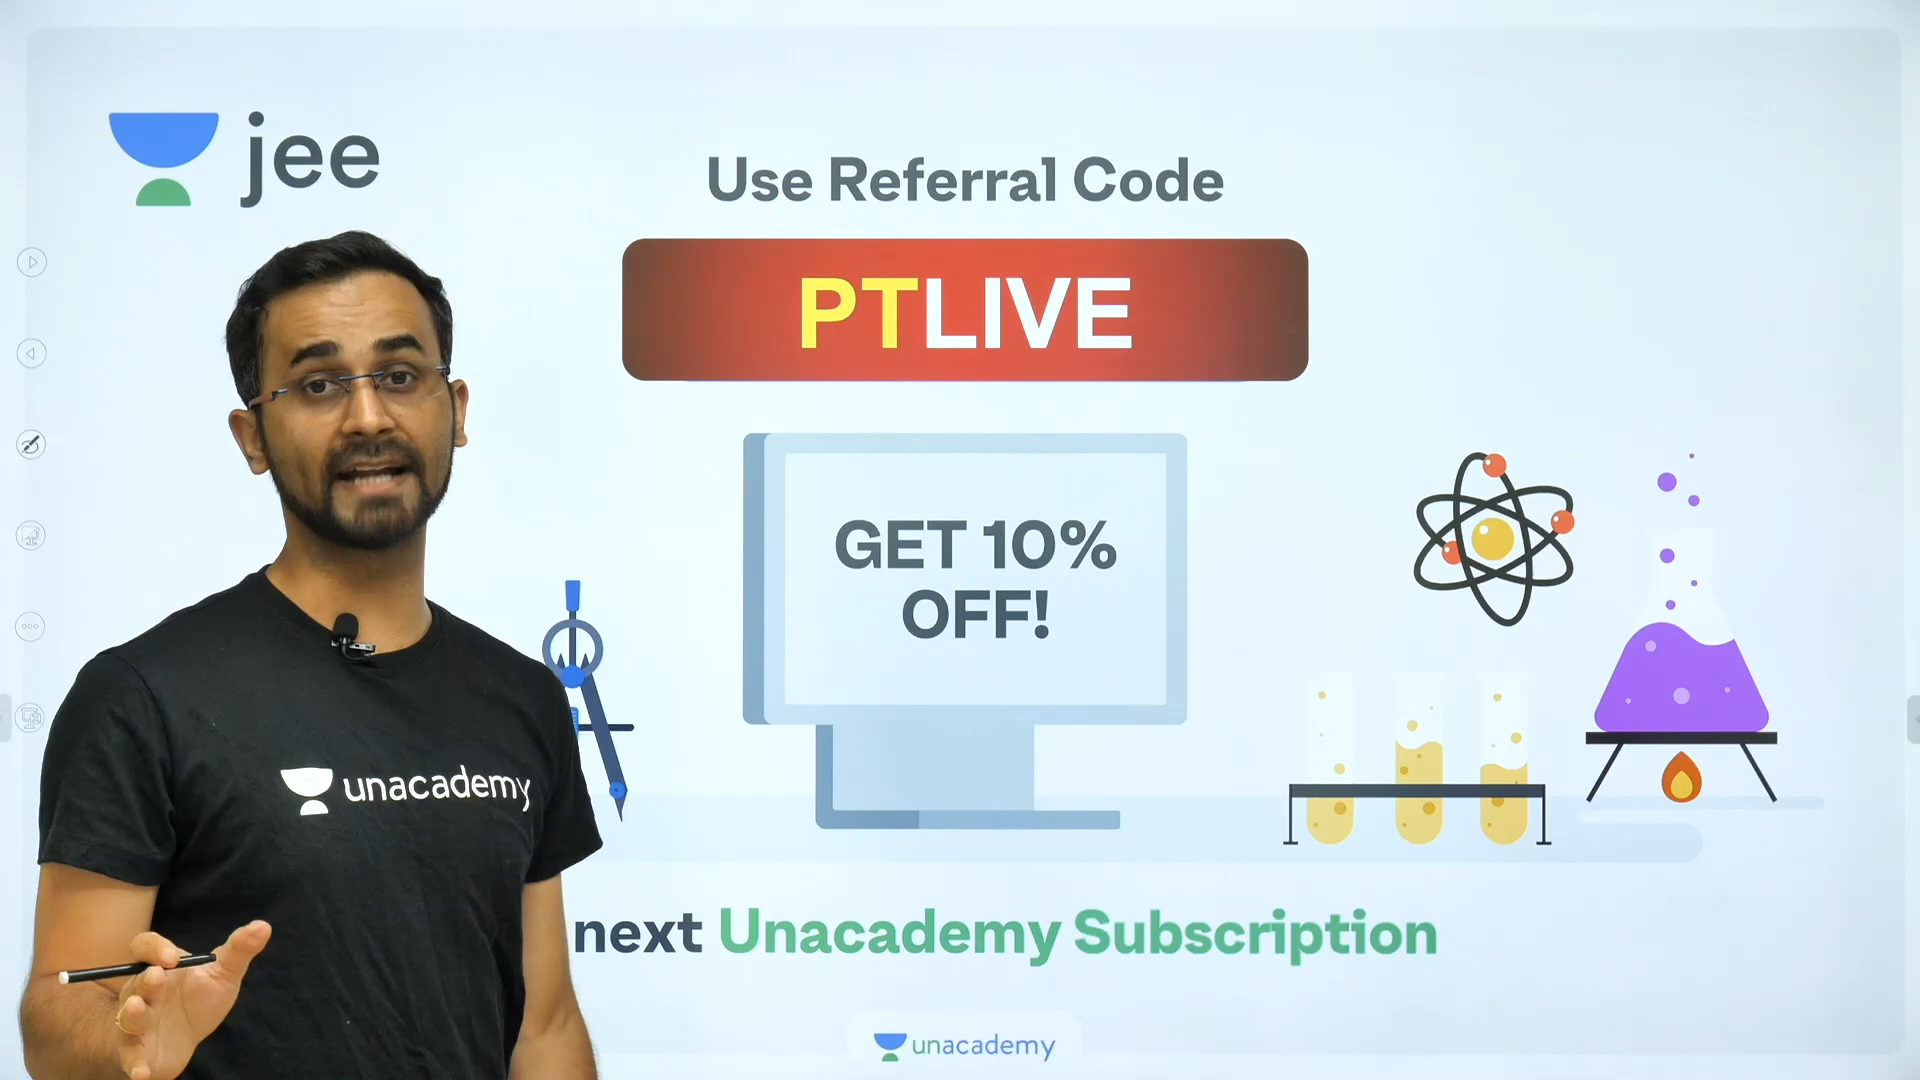 jee
Use Referral Code
PTLIVE
GET 10%
OFF!
unacademy
next Unacademy Subscription
unacademy